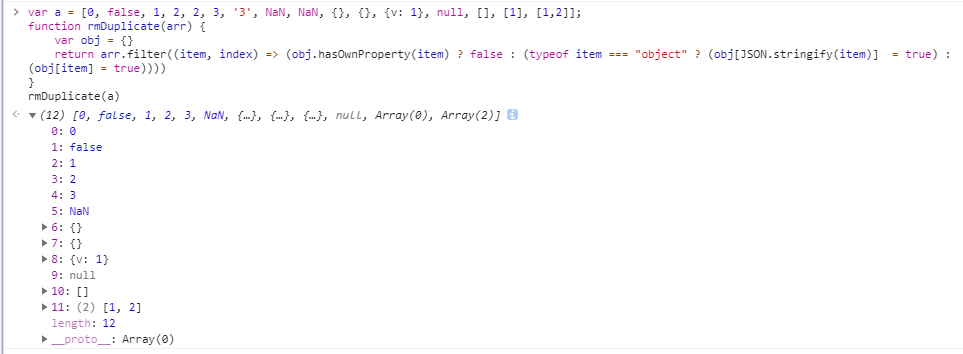 > var a = [0, false, 1, 2, 2, 3, '3', NaN, NaN, {}, {}, {v: 1}, null, [], [1], [1,2]];
function rmDuplicate(arr) {
var obj = {}
return arr.filter((item, index) => (obj.hasOwnProperty(item) ? false : (typeof item === "object" ? (obj[JSON.stringify(item)]  = true) :
(obj[item] = true))))
}
rmDuplicate(a)
<· ▼ (12) [0, false, 1, 2, 3, NaN, {…}, {…}, {…}, null, Array(0), Array(2)] i
0: 0
1: false
2: 1
3: 2
4: 3
5: NaN
▶ 6: {}
▶ 7: {}
▶ 8: {v: 1}
9: null
▶ 10: []
▶ 11: (2) [1, 2]
length: 12
▶ __proto__: Array(0)